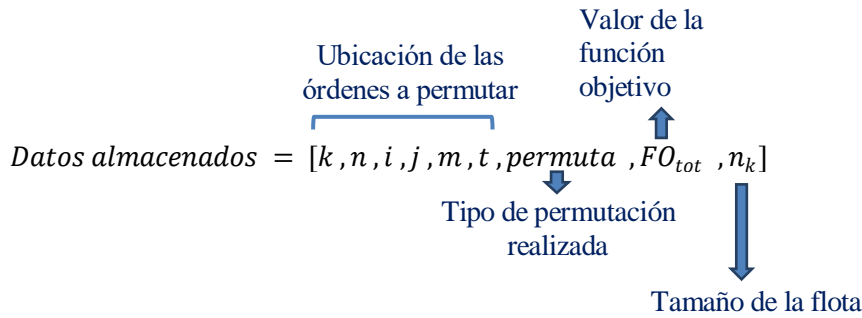 Valor de la
función
objetivo
Ubicación de las
órdenes a permutar
Datos almacenados = [k , n , i , j , m , t , permuta , FO_tot , n_k]
Tipo de permutación
realizada
Tamaño de la flota